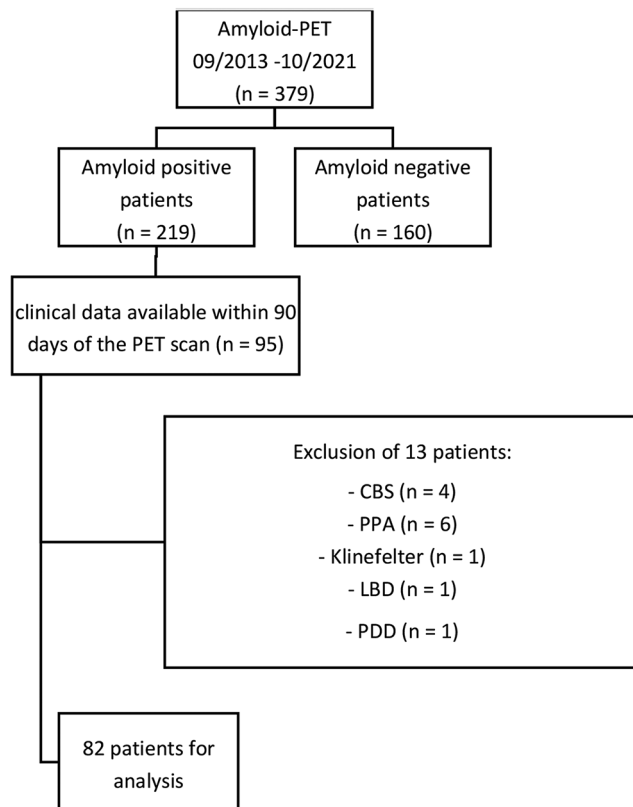 Amyloid-PET
09/2013 -10/2021
(n = 379)
Amyloid positive
patients
(n = 219)
Amyloid negative
patients
(n = 160)
clinical data available within 90
days of the PET scan (n = 95)
Exclusion of 13 patients:
- CBS (n = 4)
- PPA (n = 6)
- Klinefelter (n = 1)
- LBD (n = 1)
- PDD (n = 1)
82 patients for
analysis